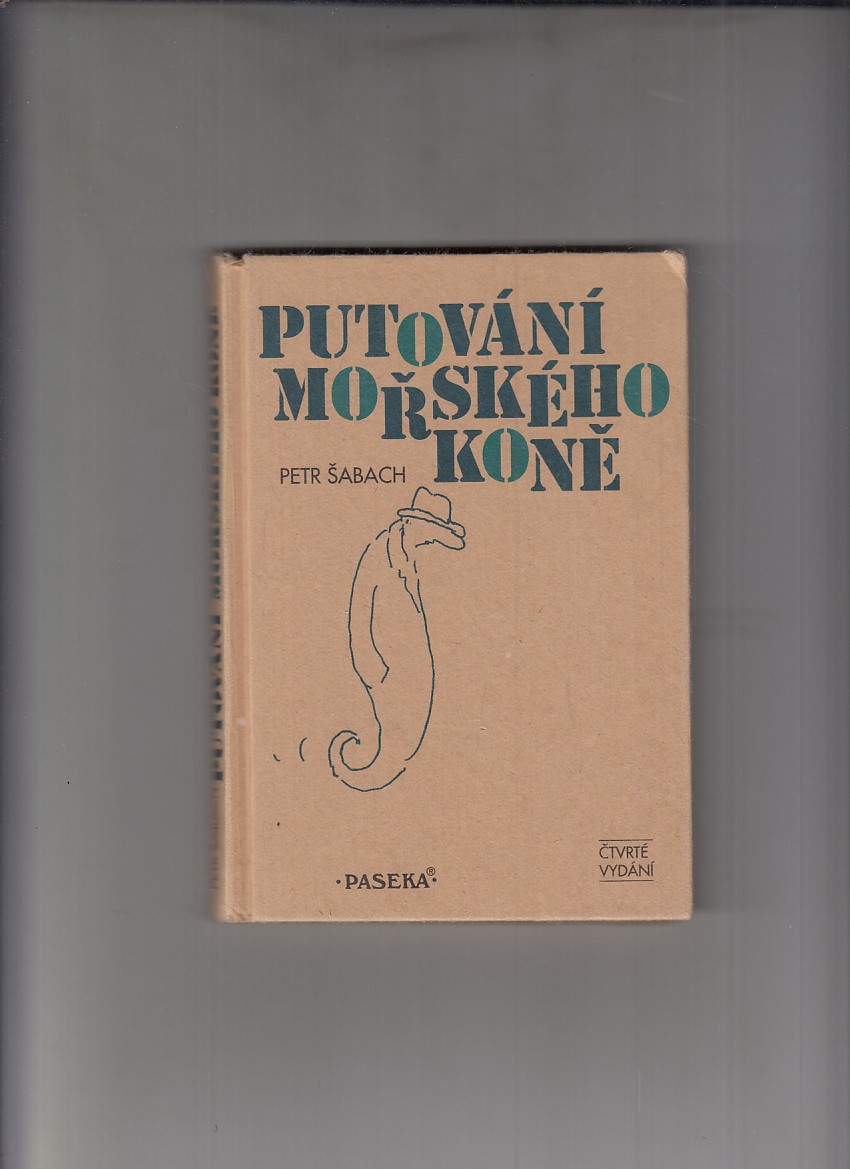 PUTOVÁNÍ
MOŘSKÉHO
KONĚ
PETR ŠABACH
ČTVRTÉ
VYDÁNÍ
·PASEKA®·